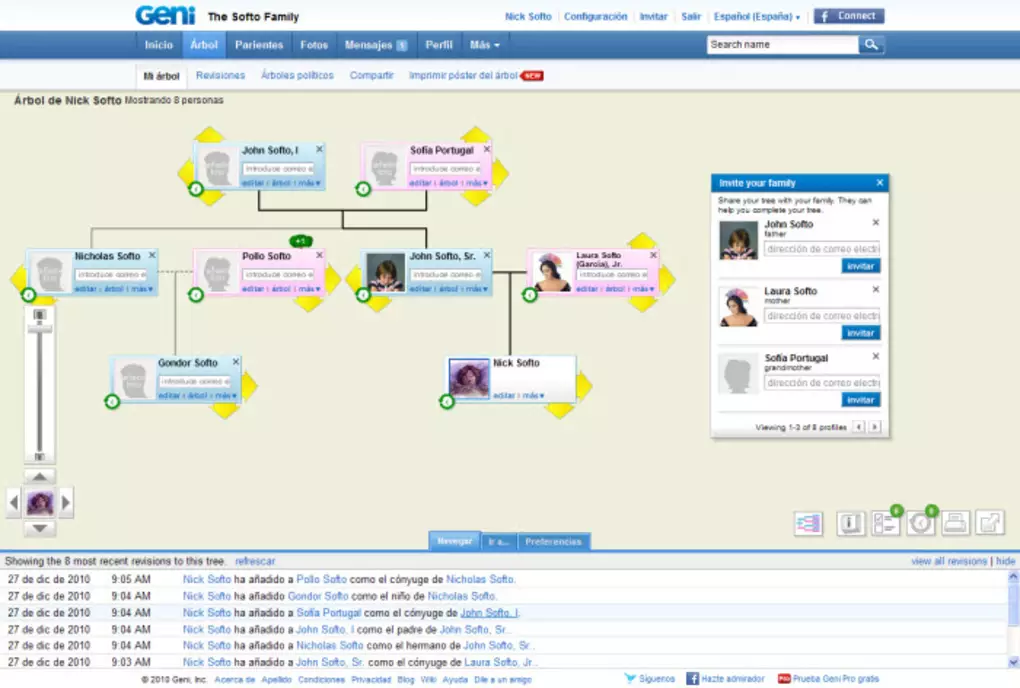 Geni The Softo Family
Nick Softo Configuración Invitar Salir Español (España) f Connect
Inicio Árbol Parientes Fotos Mensajes 1 Perfil Más Search name
Mi árbol Revisiones Árboles políticos Compartir Imprimir póster del árbol NEW
Árbol de Nick Softo Mostrando 8 personas
John Softo, I
Introduce correo e
editar árbol más
Sofía Portugal
Introduce correo e
editar árbol más
Invite your family
Share your tree with your family. They can
help you complete your tree.
John Softo
father
dirección de correo electr
Invitar
Laura Softo
mother
dirección de correo electr
Invitar
Sofía Portugal
grandmother
dirección de correo electr
Invitar
Viewing 1-3 of 8 profiles
Nicholas Softo
Introduce correo e
editar árbol más
+1
Pollo Softo
Introduce correo e
editar árbol más
John Softo, Sr.
Introduce correo e
editar árbol más
Laura Softo
(García), Jr.
Introduce correo e
editar árbol más
Gondor Softo
Introduce correo e
editar árbol más
Nick Softo
editar más
Navegar Ir a... Preferencias
Showing the 8 most recent revisions to this tree. refrescar view all revisions | hide
27 de dic de 2010 9:05 AM Nick Softo ha añadido a Pollo Softo como el cónyuge de Nicholas Softo.
27 de dic de 2010 9:04 AM Nick Softo ha añadido Gondor Softo como el niño de Nicholas Softo.
27 de dic de 2010 9:04 AM Nick Softo ha añadido a Sofía Portugal como el cónyuge de John Softo, I.
27 de dic de 2010 9:04 AM Nick Softo ha añadido a John Softo, I como el padre de John Softo, Sr..
27 de dic de 2010 9:04 AM Nick Softo ha añadido a Nicholas Softo como el hermano de John Softo, Sr..
27 de dic de 2010 9:03 AM Nick Softo ha añadido a John Softo, Sr. como el cónyuge de Laura Softo, Jr..
© 2010 Geni, Inc. Acerca de Apellido Condiciones Privacidad Blog Wiki Ayuda Dile a un amigo Síguenos Hazte admirador Prueba Geni Pro gratis